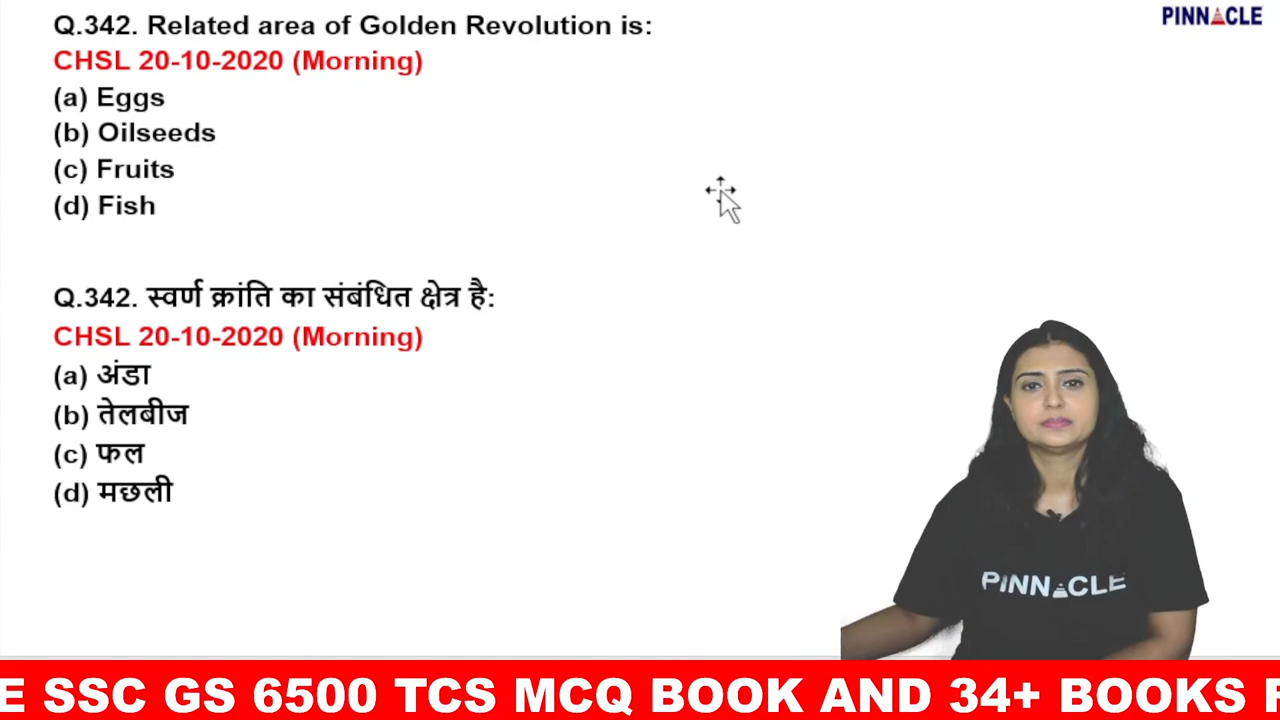 PINNACLE
Q.342. Related area of Golden Revolution is:
CHSL 20-10-2020 (Morning)
(a) Eggs
(b) Oilseeds
(c) Fruits
(d) Fish
Q.342. स्वर्ण क्रांति का संबंधित क्षेत्र है:
CHSL 20-10-2020 (Morning)
(a) अंडा
(b) तेलबीज
(c) फल
(d) मछली
PINNACLE
E SSC GS 6500 TCS MCQ BOOK AND 34+ BOOKS F